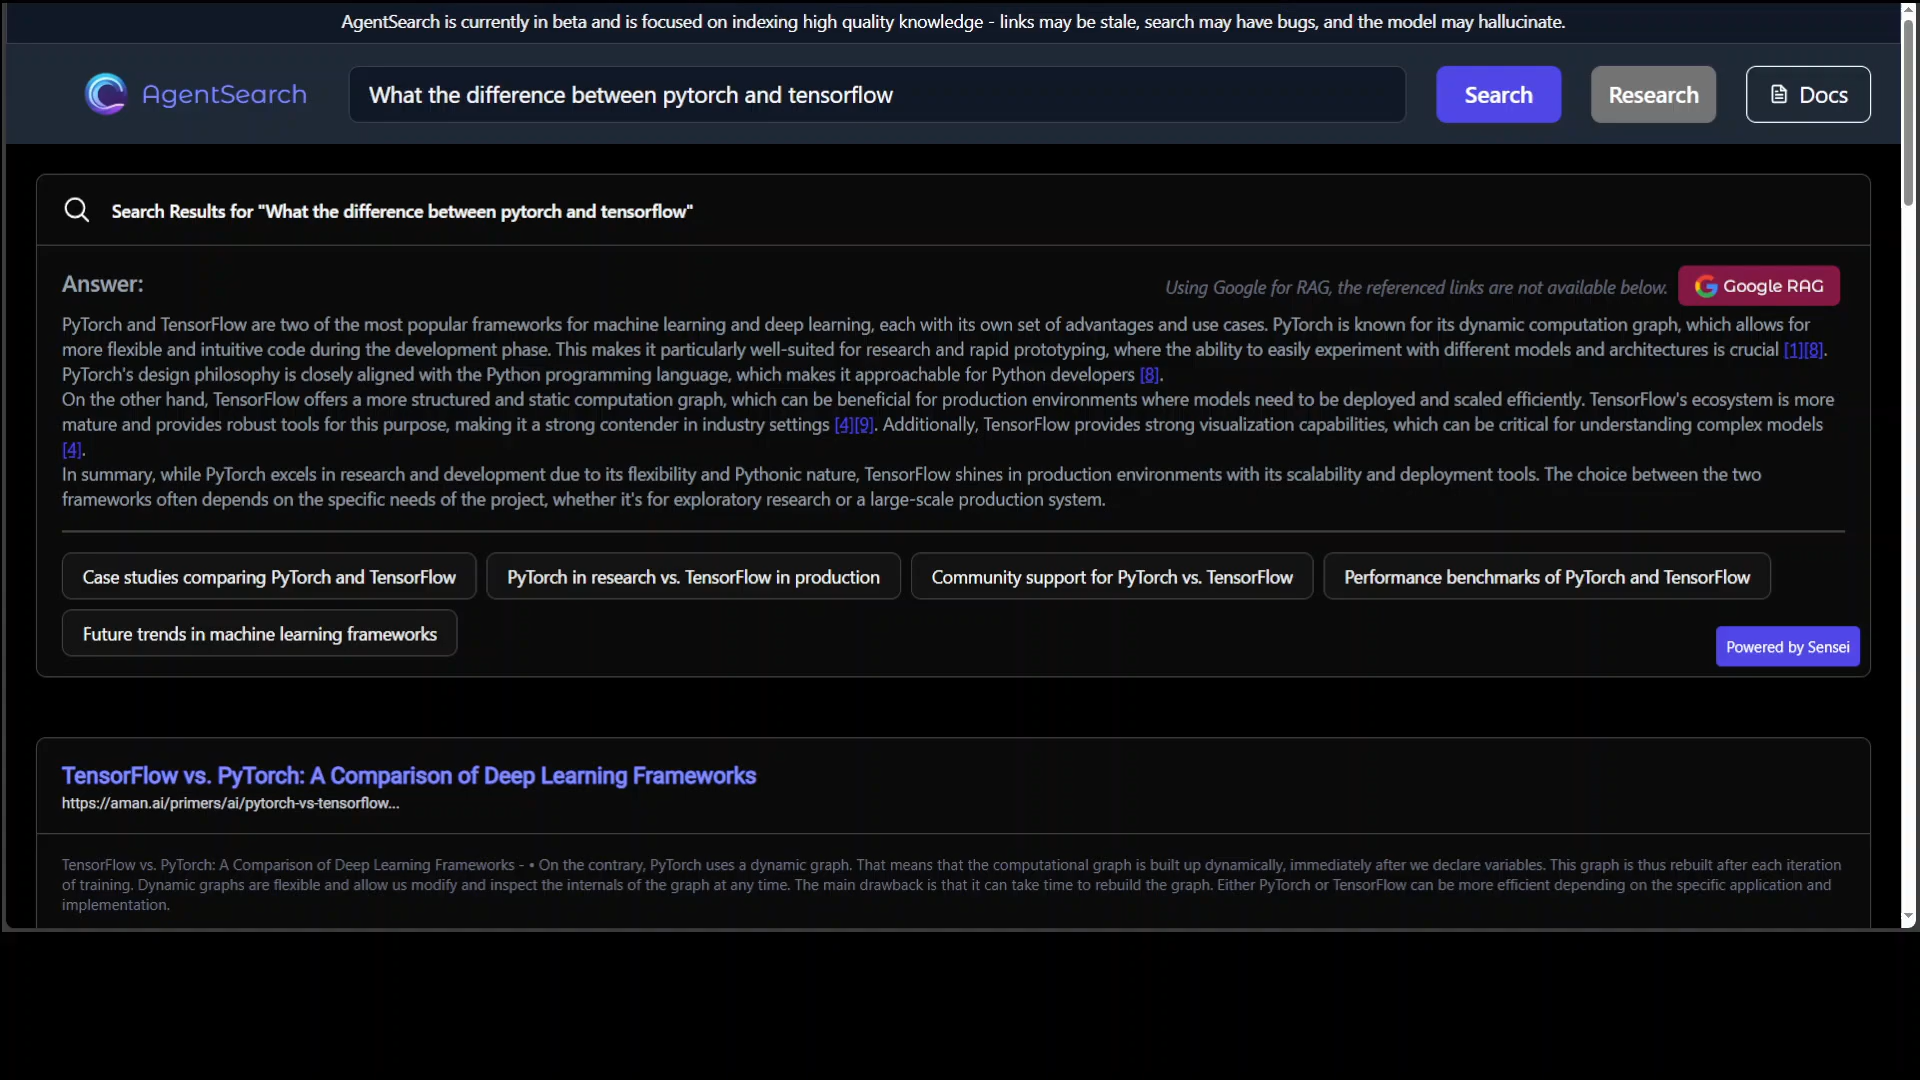 AgentSearch is currently in beta and is focused on indexing high quality knowledge - links may be stale, search may have bugs, and the model may hallucinate.
AgentSearch
What the difference between pytorch and tensorflow
Search
Research
Docs
Search Results for "What the difference between pytorch and tensorflow"
Answer:
Using Google for RAG, the referenced links are not available below.
Google RAG
PyTorch and TensorFlow are two of the most popular frameworks for machine learning and deep learning, each with its own set of advantages and use cases. PyTorch is known for its dynamic computation graph, which allows for
more flexible and intuitive code during the development phase. This makes it particularly well-suited for research and rapid prototyping, where the ability to easily experiment with different models and architectures is crucial [1][8].
PyTorch's design philosophy is closely aligned with the Python programming language, which makes it approachable for Python developers [8].
On the other hand, TensorFlow offers a more structured and static computation graph, which can be beneficial for production environments where models need to be deployed and scaled efficiently. TensorFlow's ecosystem is more
mature and provides robust tools for this purpose, making it a strong contender in industry settings [4][9]. Additionally, TensorFlow provides strong visualization capabilities, which can be critical for understanding complex models
[4].
In summary, while PyTorch excels in research and development due to its flexibility and Pythonic nature, TensorFlow shines in production environments with its scalability and deployment tools. The choice between the two
frameworks often depends on the specific needs of the project, whether it's for exploratory research or a large-scale production system.
Case studies comparing PyTorch and TensorFlow
PyTorch in research vs. TensorFlow in production
Community support for PyTorch vs. TensorFlow
Performance benchmarks of PyTorch and TensorFlow
Future trends in machine learning frameworks
Powered by Sensei
TensorFlow vs. PyTorch: A Comparison of Deep Learning Frameworks
https://aman.ai/primers/ai/pytorch-vs-tensorflow...
TensorFlow vs. PyTorch: A Comparison of Deep Learning Frameworks - • On the contrary, PyTorch uses a dynamic graph. That means that the computational graph is built up dynamically, immediately after we declare variables. This graph is thus rebuilt after each iteration
of training. Dynamic graphs are flexible and allow us modify and inspect the internals of the graph at any time. The main drawback is that it can take time to rebuild the graph. Either PyTorch or TensorFlow can be more efficient depending on the specific application and
implementation.